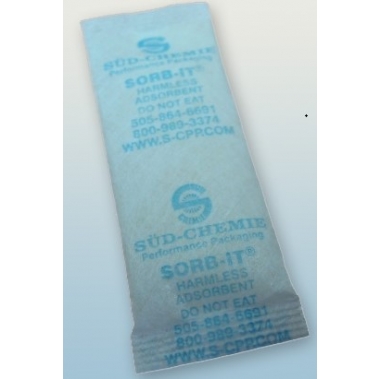 S
SÜD-CHEMIE
Performance Packaging
SORB-IT®
HARMLESS
ADSORBENT
DO NOT EAT
505-864-6691
800-989-3374
WWW.S-CPP.COM
S
SÜD-CHEMIE
Performance Packaging
SORB-IT®
HARMLESS
ADSORBENT
DO NOT EAT
505-864-6691
800-989-3374
WWW.S-CPP.COM